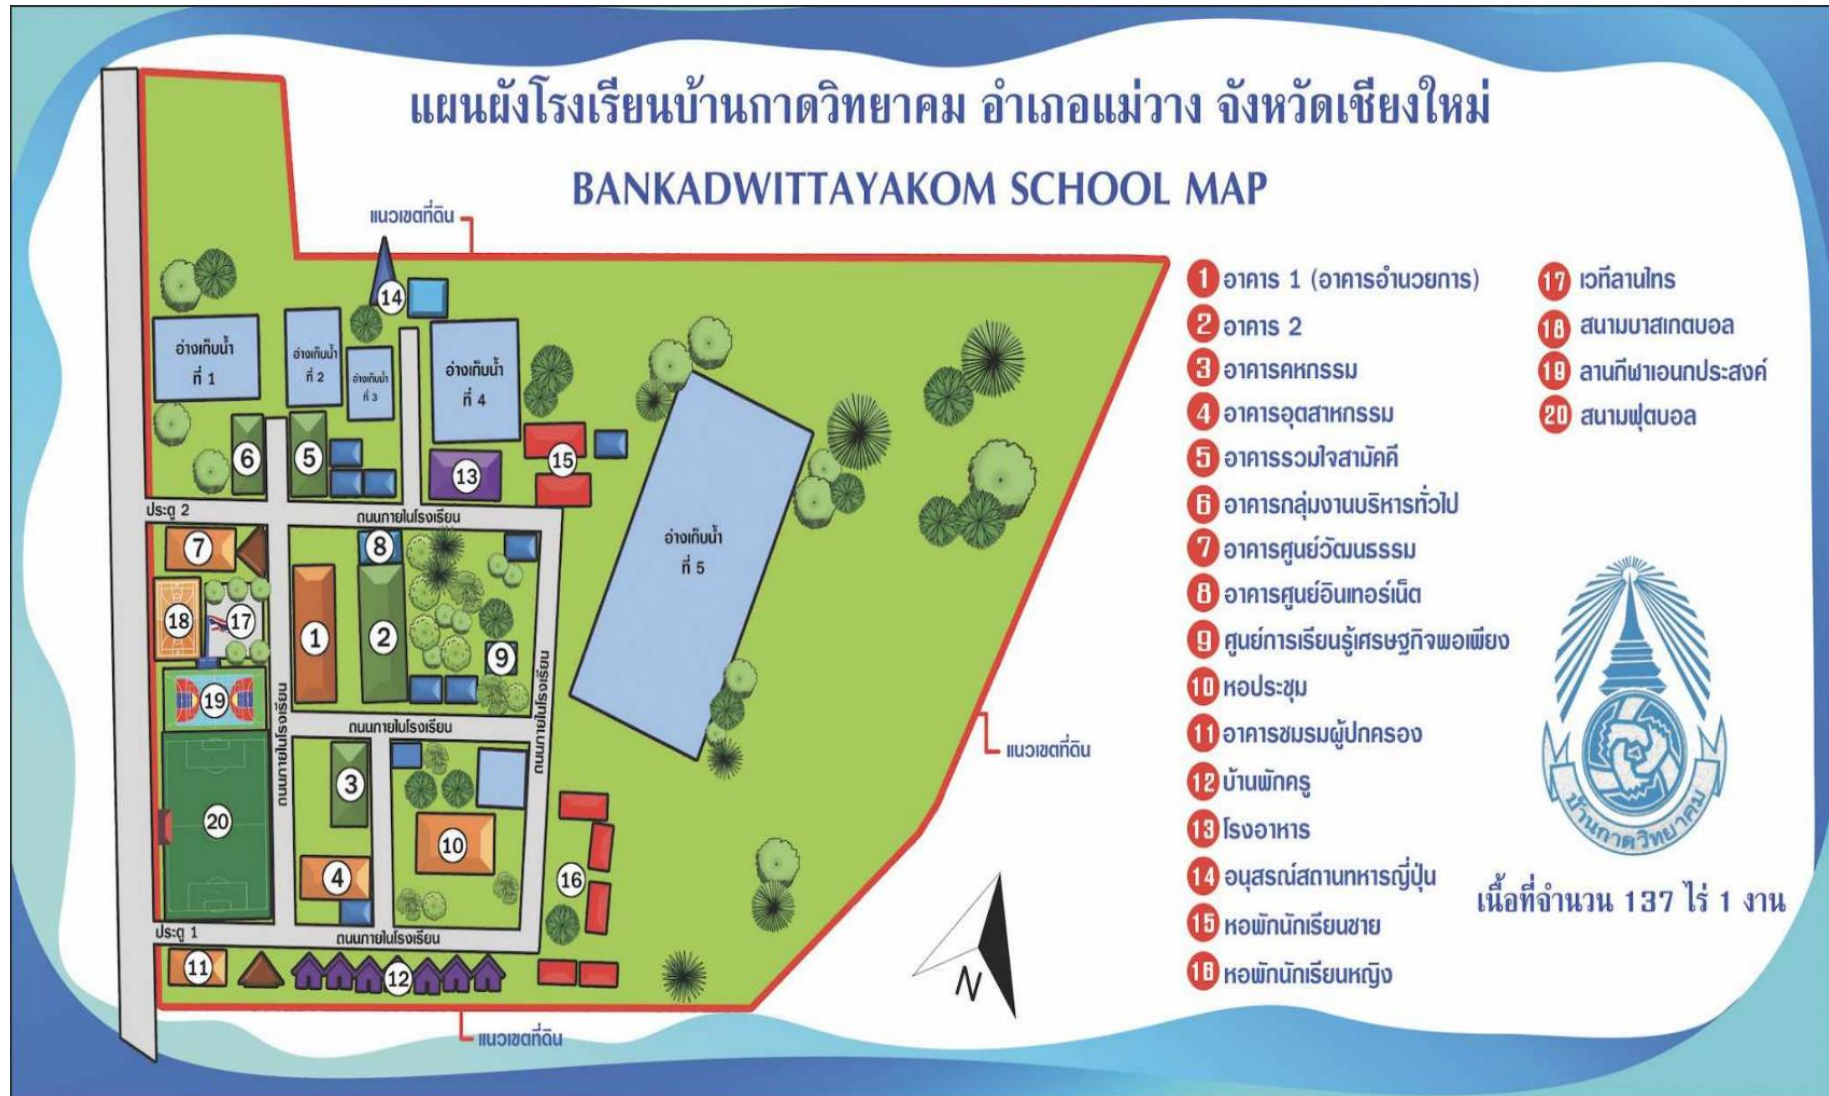 แผนผังโรงเรียนบ้านกาดวิทยาคม อำเภอแม่วาง จังหวัดเชียงใหม่
BANKADWITTAYAKOM SCHOOL MAP
แนวเขตที่ดิน
14
อ่างเก็บน้ำ
ที่ 1
อ่างเก็บน้ำ
ที่ 2
อ่างเก็บน้ำ
ที่ 3
อ่างเก็บน้ำ
ที่ 4
6
5
13
15
ประตู 2
ถนนภายในโรงเรียน
อ่างเก็บน้ำ
ที่ 5
7
8
18
17
1
2
9
19
ถนนภายในโรงเรียน
ถนนภายในโรงเรียน
ถนนภายในโรงเรียน
แนวเขตที่ดิน
3
20
10
4
16
ประตู 1
ถนนภายในโรงเรียน
11
12
แนวเขตที่ดิน
N
1 อาคาร 1 (อาคารอำนวยการ)
2 อาคาร 2
3 อาคารคหกรรม
4 อาคารอุตสาหกรรม
5 อาคารรวมใจสามัคคี
6 อาคารกลุ่มงานบริหารทั่วไป
7 อาคารศูนย์วัฒนธรรม
8 อาคารศูนย์อินเทอร์เน็ต
9 ศูนย์การเรียนรู้เศรษฐกิจพอเพียง
10 หอประชุม
11 อาคารชมรมผู้ปกครอง
12 บ้านพักครู
13 โรงอาหาร
14 อนุสรณ์สถานทหารญี่ปุ่น
15 หอพักนักเรียนชาย
16 หอพักนักเรียนหญิง
17 เวทีลานไทร
18 สนามบาสเกตบอล
19 ลานกีฬาเอนกประสงค์
20 สนามฟุตบอล
บ้านกาดวิทยาคม
เนื้อที่จำนวน 137 ไร่ 1 งาน